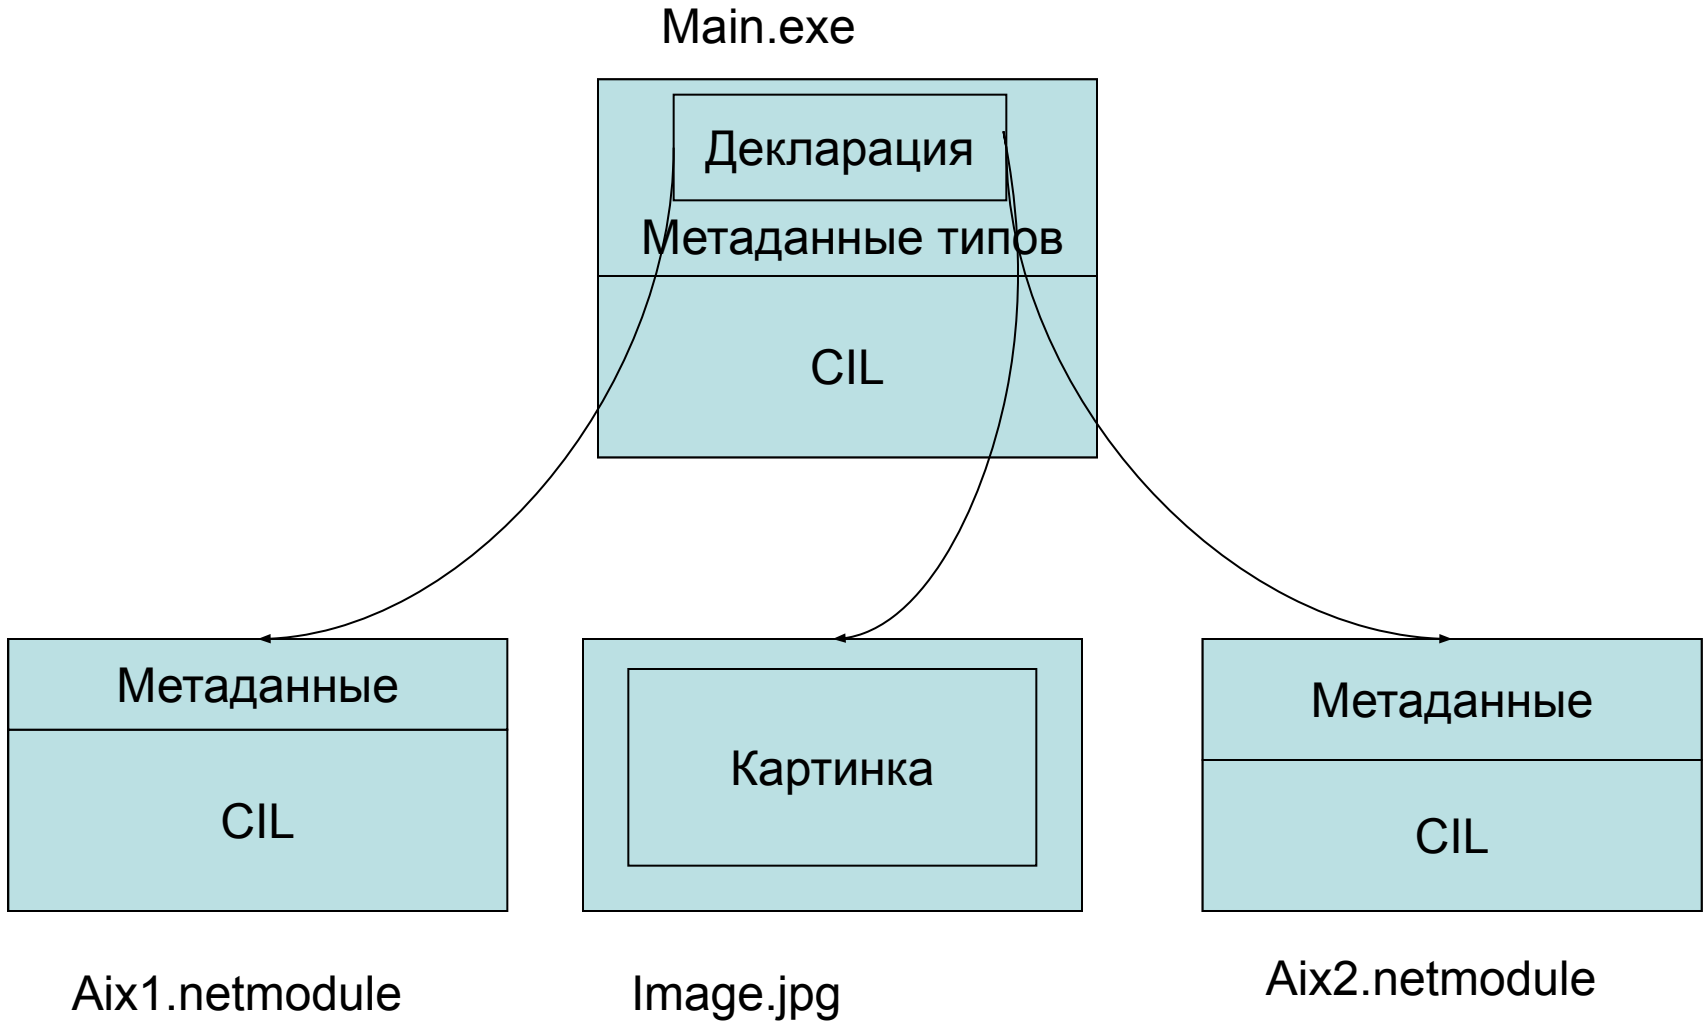 Main.exe
Декларация
Метаданные типов
CIL
Метаданные
CIL
Картинка
Метаданные
CIL
Aix1.netmodule
Image.jpg
Aix2.netmodule